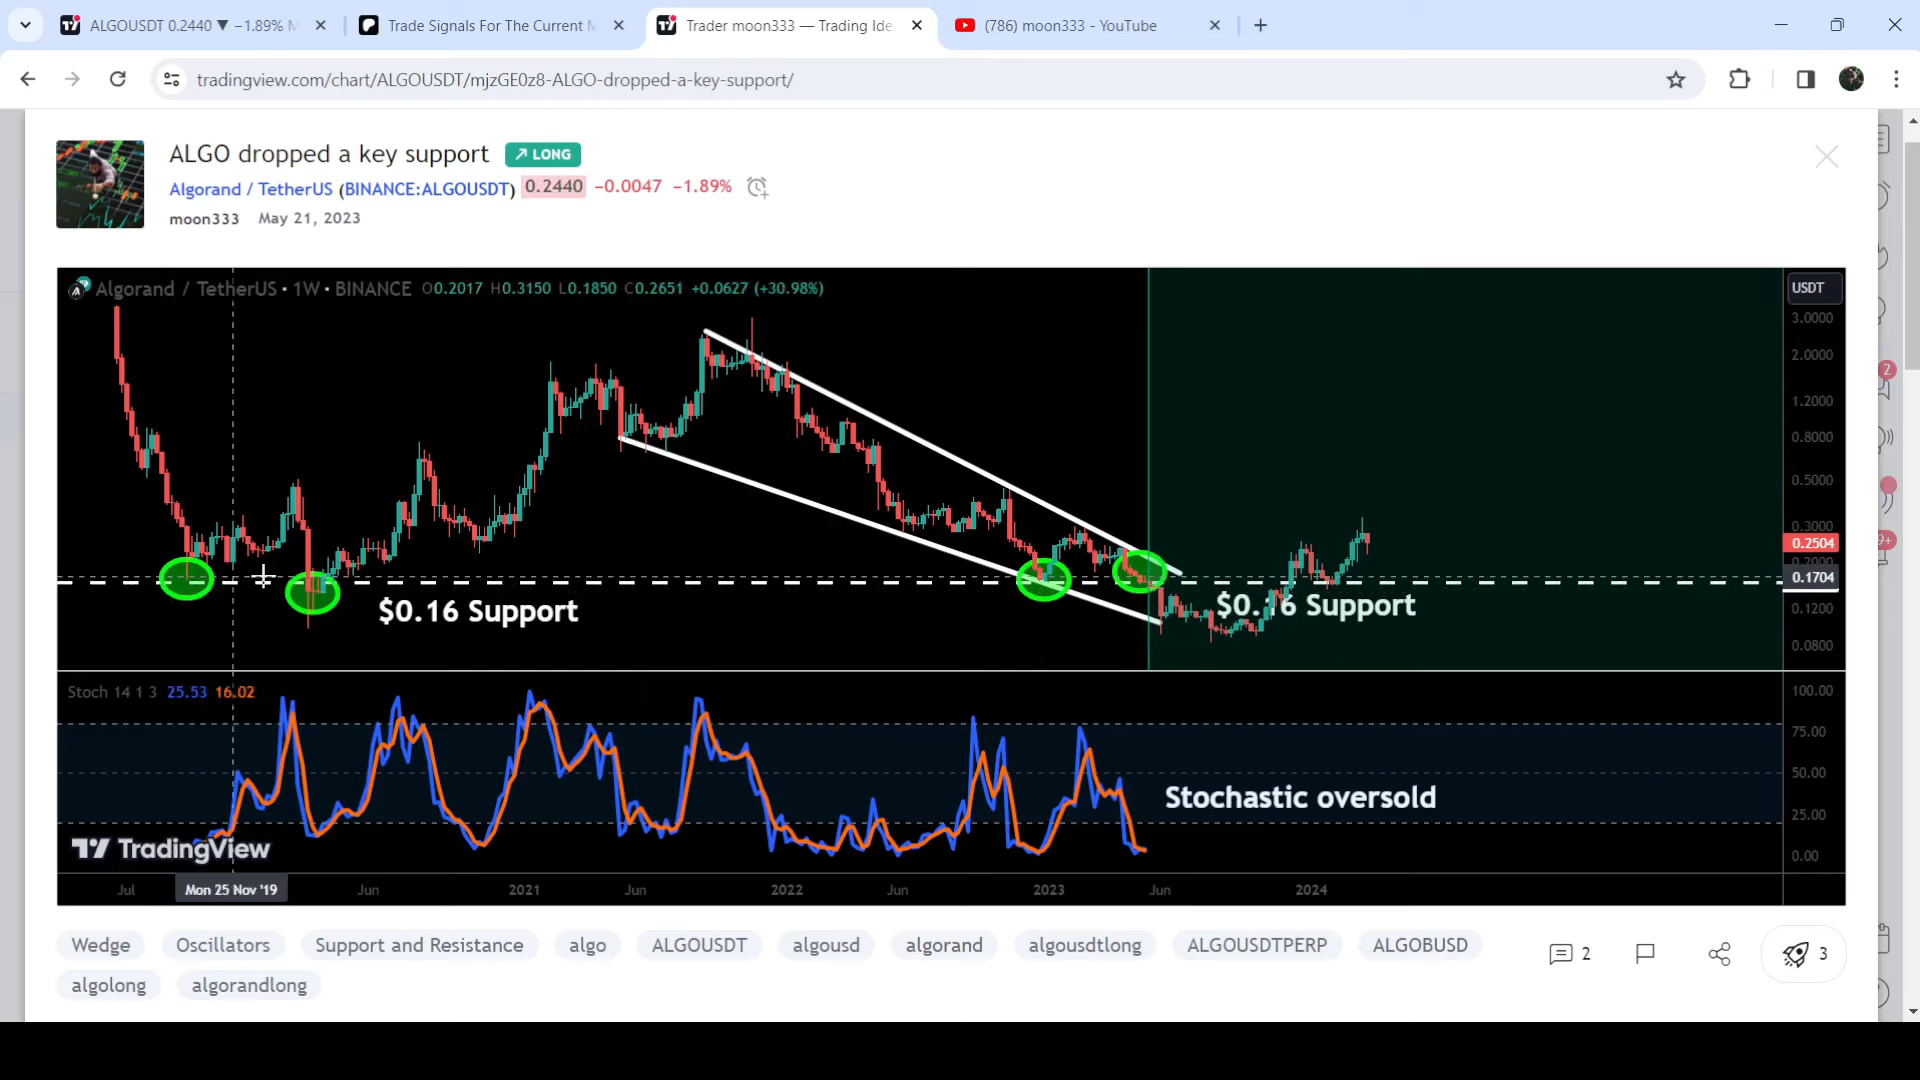 ALGOUSDT 0.2440 ▼ −1.89%
Trade Signals For The Current
Trader moon333 — Trading Ide
(786) moon333 - YouTube
tradingview.com/chart/ALGOUSDT/mjzGE0z8-ALGO-dropped-a-key-support/
ALGO dropped a key support
LONG
Algorand / TetherUS (BINANCE:ALGOUSDT) 0.2440 −0.0047 −1.89%
moon333 May 21, 2023
Algorand / TetherUS • 1W • BINANCE O0.2017 H0.3150 L0.1850 C0.2651 +0.0627 (+30.98%)
USDT
3.0000
2.0000
1.2000
0.8000
0.5000
0.3000
0.2504
0.1704
0.1200
0.0800
$0.16 Support
$0.16 Support
Stoch 14 1 3 25.53 16.02
100.00
75.00
50.00
25.00
0.00
Stochastic oversold
TradingView
Jul
Mon 25 Nov '19
Jun
2021
Jun
2022
Jun
2023
Jun
2024
Wedge
Oscillators
Support and Resistance
algo
ALGOUSDT
algousd
algorand
algousdtlong
ALGOUSDTPERP
ALGOBUSD
algolong
algorandlong
2
3
2
9+